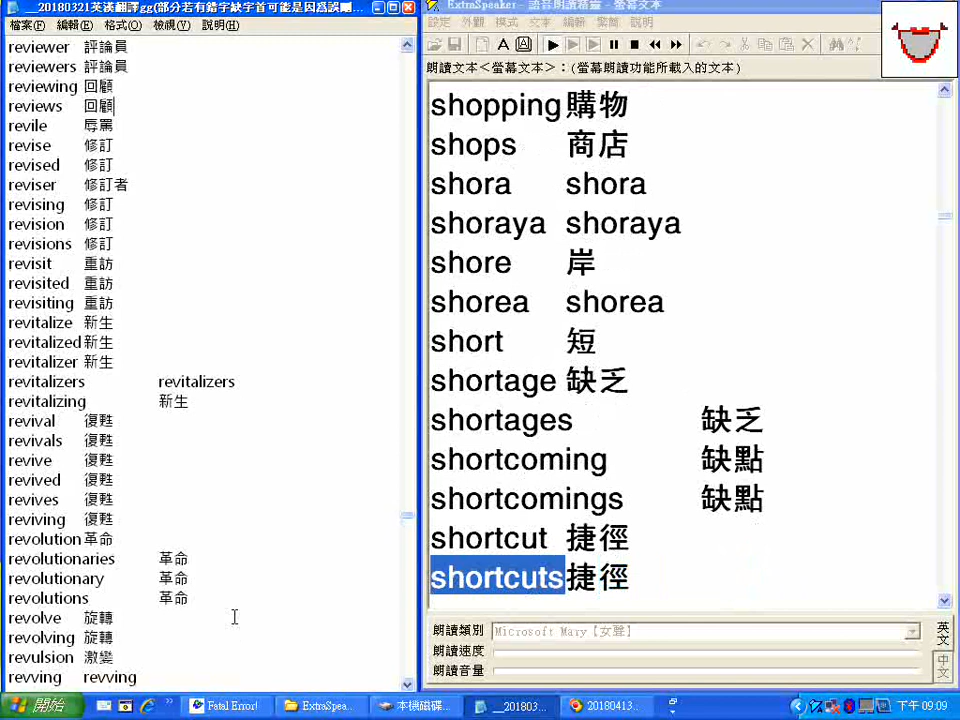 __20180321英漢翻譯gg(部分若有錯字缺字首可能是因爲誤刪...
檔案(F) 編輯(E) 格式(O) 檢視(V) 說明(H)
reviewer 評論員
reviewers 評論員
reviewing 回顧
reviews 回顧
revile 辱罵
revise 修訂
revised 修訂
reviser 修訂者
revising 修訂
revision 修訂
revisions 修訂
revisit 重訪
revisited 重訪
revisiting 重訪
revitalize 新生
revitalized 新生
revitalizer 新生
revitalizers revitalizers
revitalizing 新生
revival 復甦
revivals 復甦
revive 復甦
revived 復甦
revives 復甦
reviving 復甦
revolution 革命
revolutionaries 革命
revolutionary 革命
revolutions 革命
revolve 旋轉
revolving 旋轉
revulsion 激變
revving revving
ExtraSpeaker - 語音朗讀精靈 - 螢幕文本
設定 外觀 模式 文本 編輯 繁簡 說明
朗讀文本<螢幕文本>：(螢幕朗讀功能所載入的文本)
shopping 購物
shops 商店
shora shora
shoraya shoraya
shore 岸
shorea shorea
short 短
shortage 缺乏
shortages 缺乏
shortcoming 缺點
shortcomings 缺點
shortcut 捷徑
shortcuts 捷徑
朗讀類別 Microsoft Mary【女聲】
朗讀速度
朗讀音量
英文
中文
開始 Fatal Error! ExtraSpea... 本機磁碟... __201803... 20180413... 下午 09:09